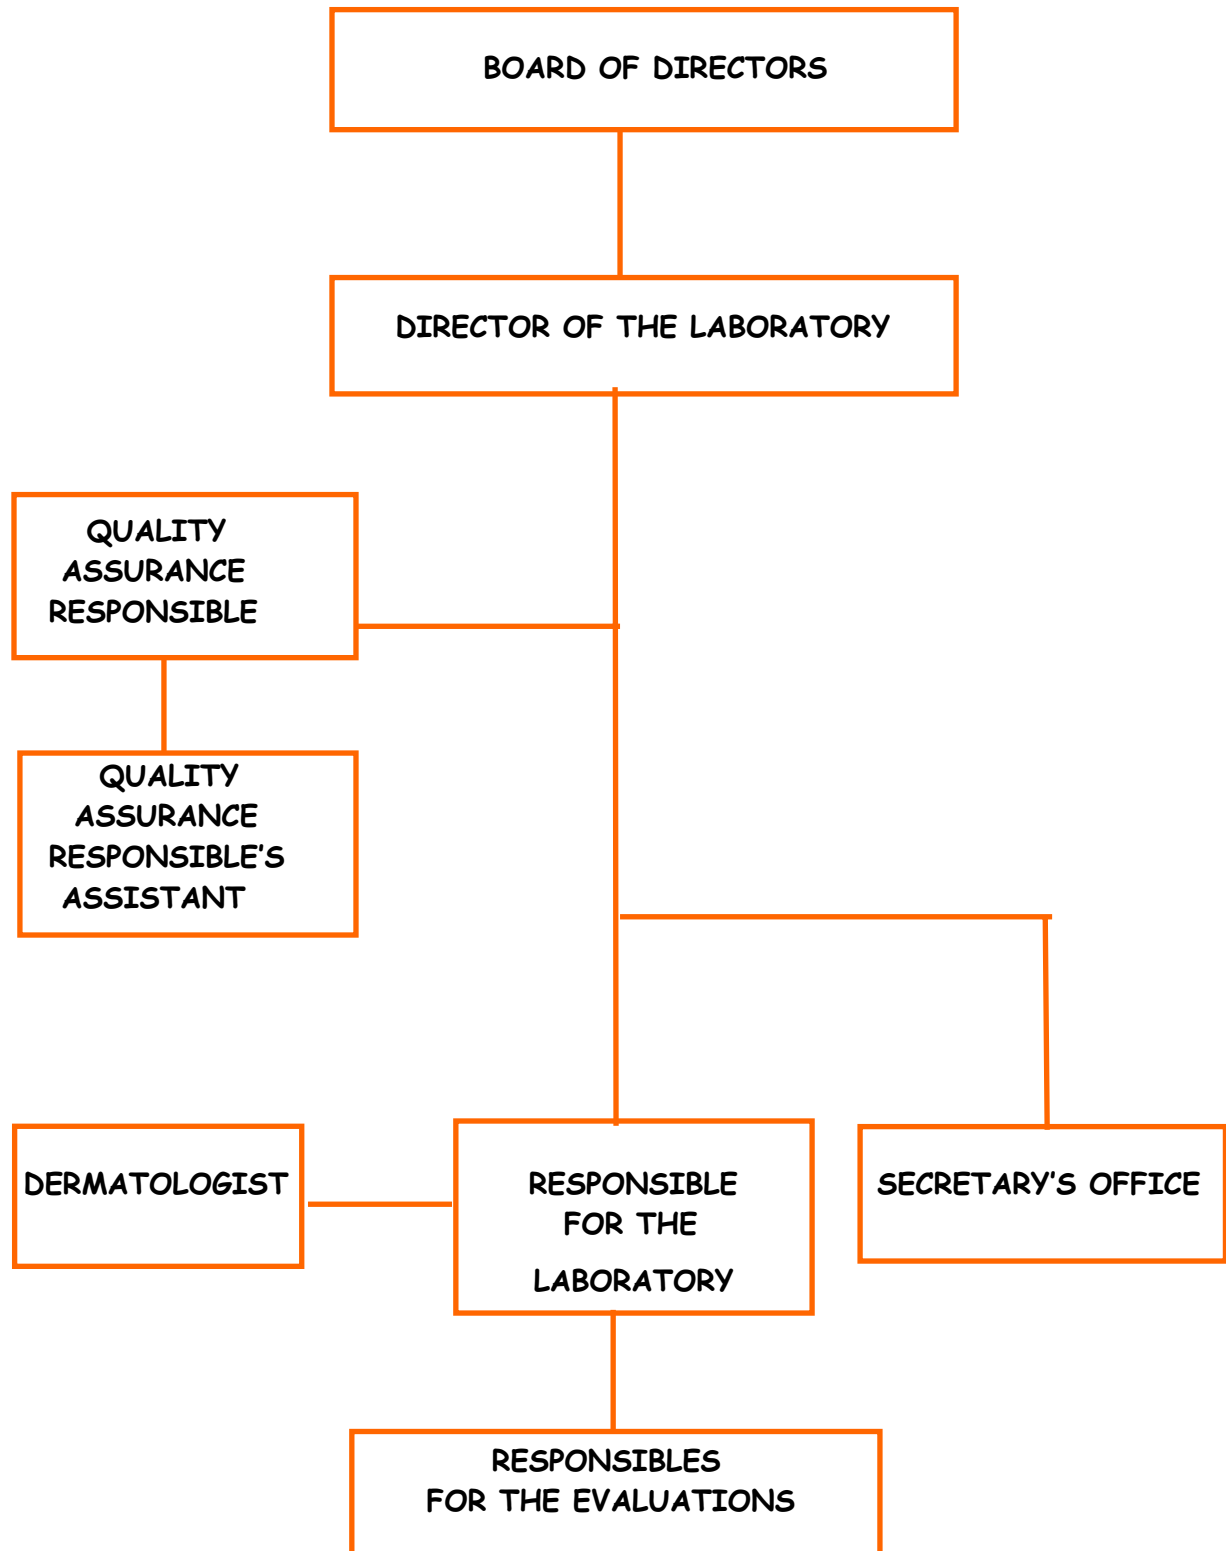 BOARD OF DIRECTORS
DIRECTOR OF THE LABORATORY
QUALITY
ASSURANCE
RESPONSIBLE
QUALITY
ASSURANCE
RESPONSIBLE'S
ASSISTANT
DERMATOLOGIST
RESPONSIBLE
FOR THE
LABORATORY
SECRETARY'S OFFICE
RESPONSIBLES
FOR THE EVALUATIONS